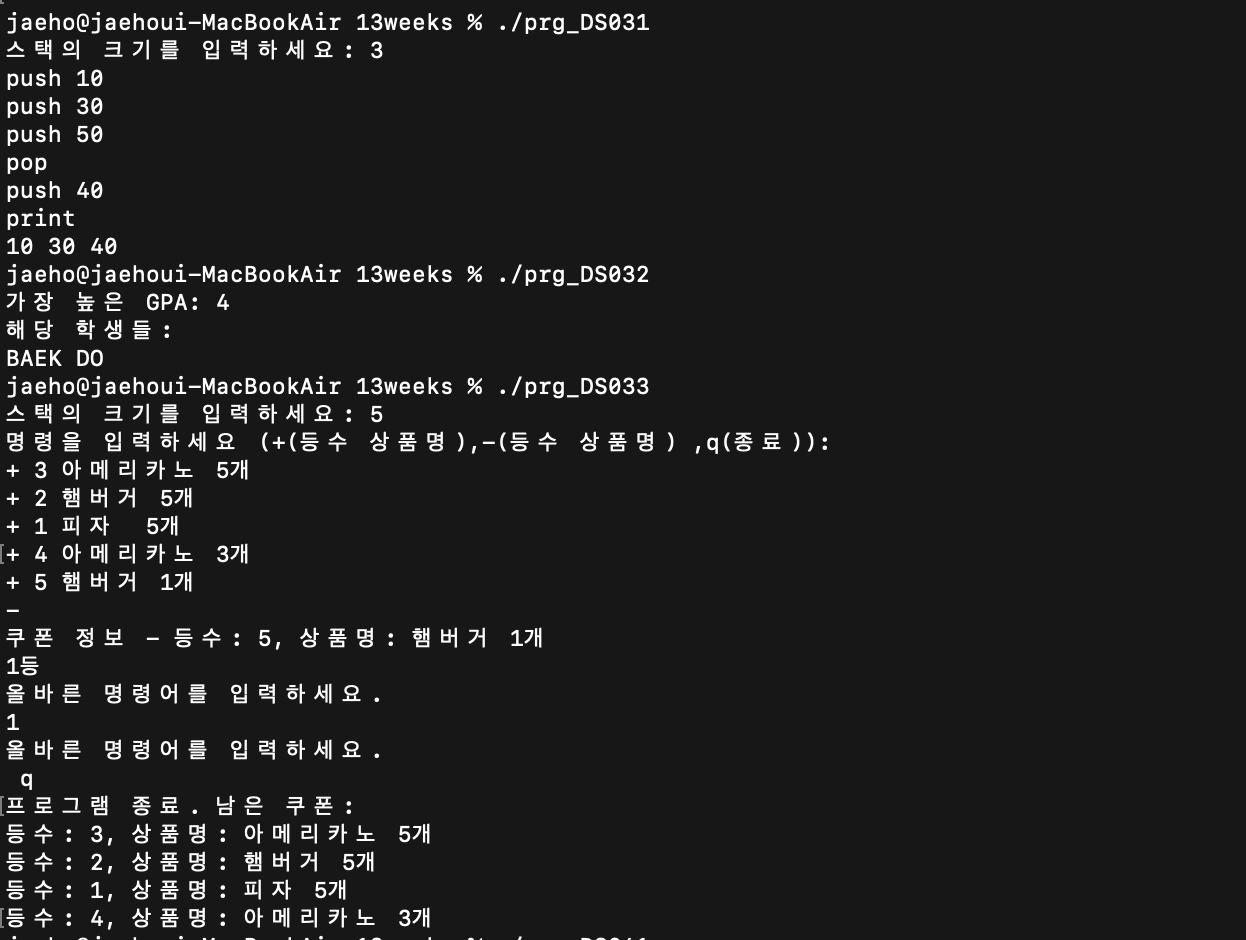 jaeho@jaehoui-MacBookAir 13weeks % ./prg_DS031
스택의 크기를 입력하세요: 3
push 10
push 30
push 50
pop
push 40
print
10 30 40
jaeho@jaehoui-MacBookAir 13weeks % ./prg_DS032
가장 높은 GPA: 4
해당 학생들:
BAEK DO
jaeho@jaehoui-MacBookAir 13weeks % ./prg_DS033
스택의 크기를 입력하세요: 5
명령을 입력하세요 (+(등수 상품명),-(등수 상품명) ,q(종료)):
+ 3 아메리카노 5개
+ 2 햄버거 5개
+ 1 피자  5개
+ 4 아메리카노 3개
+ 5 햄버거 1개
-
쿠폰 정보 - 등수: 5, 상품명: 햄버거 1개
1등
올바른 명령어를 입력하세요.
1
올바른 명령어를 입력하세요.
 q
프로그램 종료. 남은 쿠폰:
등수: 3, 상품명: 아메리카노 5개
등수: 2, 상품명: 햄버거 5개
등수: 1, 상품명: 피자 5개
등수: 4, 상품명: 아메리카노 3개